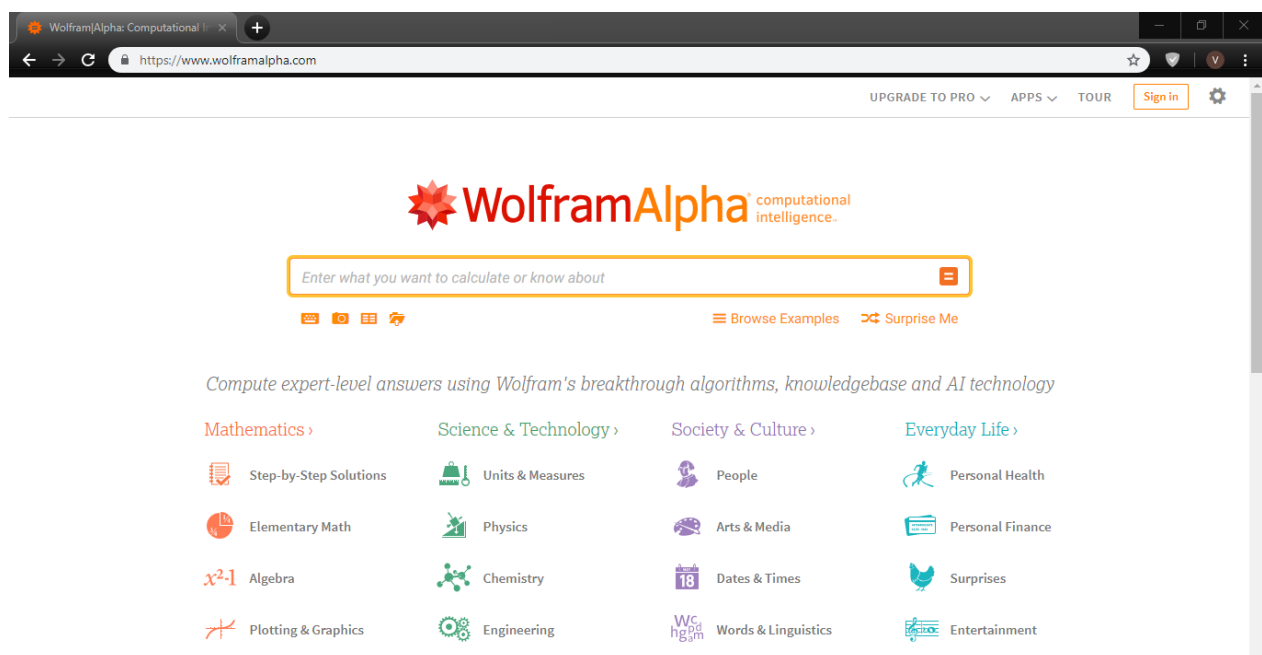 Wolfram|Alpha: Computational I
https://www.wolframalpha.com
V
UPGRADE TO PRO APPS TOUR Sign in
WolframAlpha computational
intelligence.
Enter what you want to calculate or know about
=
Browse Examples Surprise Me
Compute expert-level answers using Wolfram's breakthrough algorithms, knowledgebase and AI technology
Mathematics › Science & Technology › Society & Culture › Everyday Life ›
Step-by-Step Solutions Units & Measures People Personal Health
Elementary Math Physics Arts & Media Personal Finance
x²-1 Algebra Chemistry 18 Dates & Times Surprises
Plotting & Graphics Engineering Words & Linguistics Entertainment